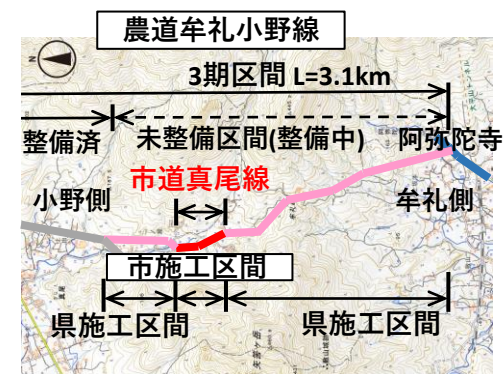 農道牟礼小野線
N
3期区間 L=3.1km
整備済
未整備区間(整備中)
阿弥陀寺
市道真尾線
小野側
牟礼側
市施工区間
県施工区間
県施工区間
真尾